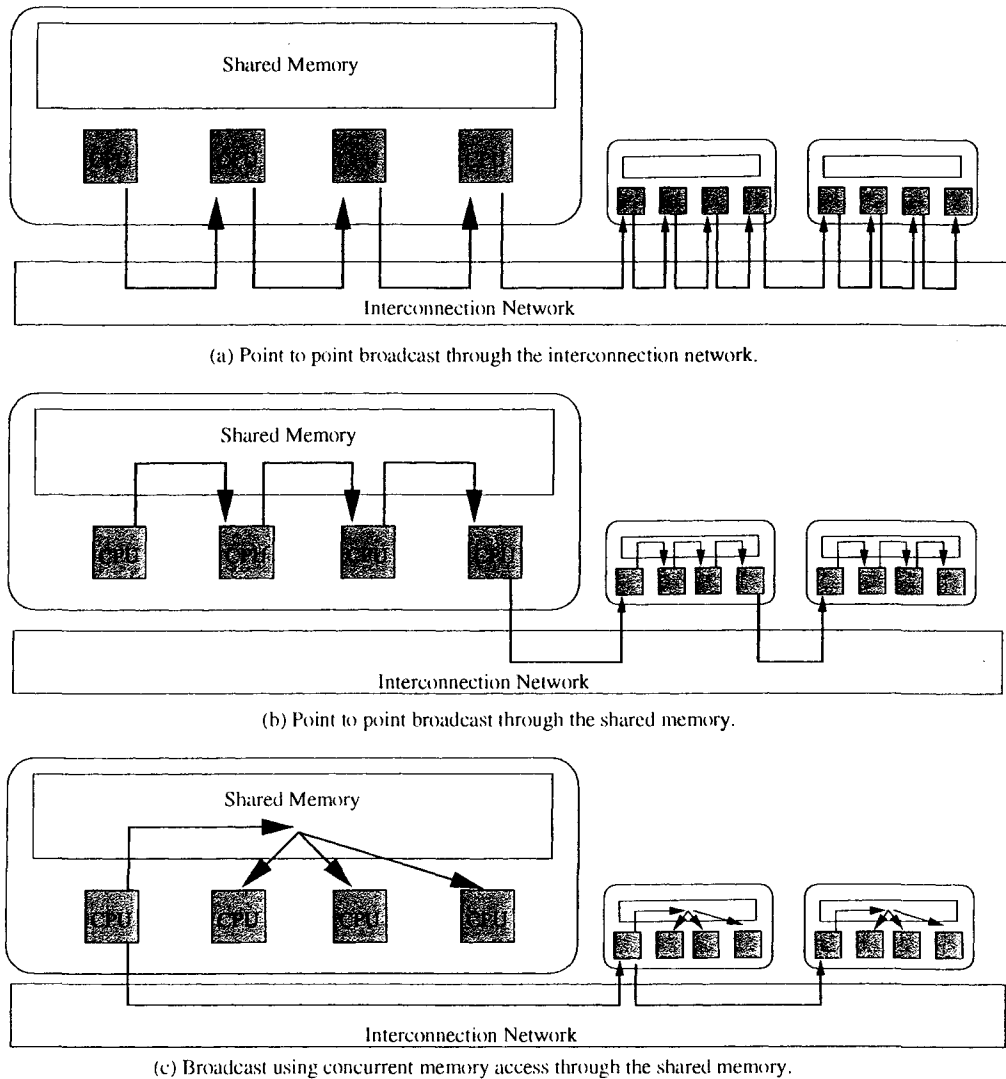 Shared Memory
CPU CPU CPU CPU
Interconnection Network
(a) Point to point broadcast through the interconnection network.
Shared Memory
CPU CPU CPU CPU
Interconnection Network
(b) Point to point broadcast through the shared memory.
Shared Memory
CPU CPU CPU CPU
Interconnection Network
(c) Broadcast using concurrent memory access through the shared memory.